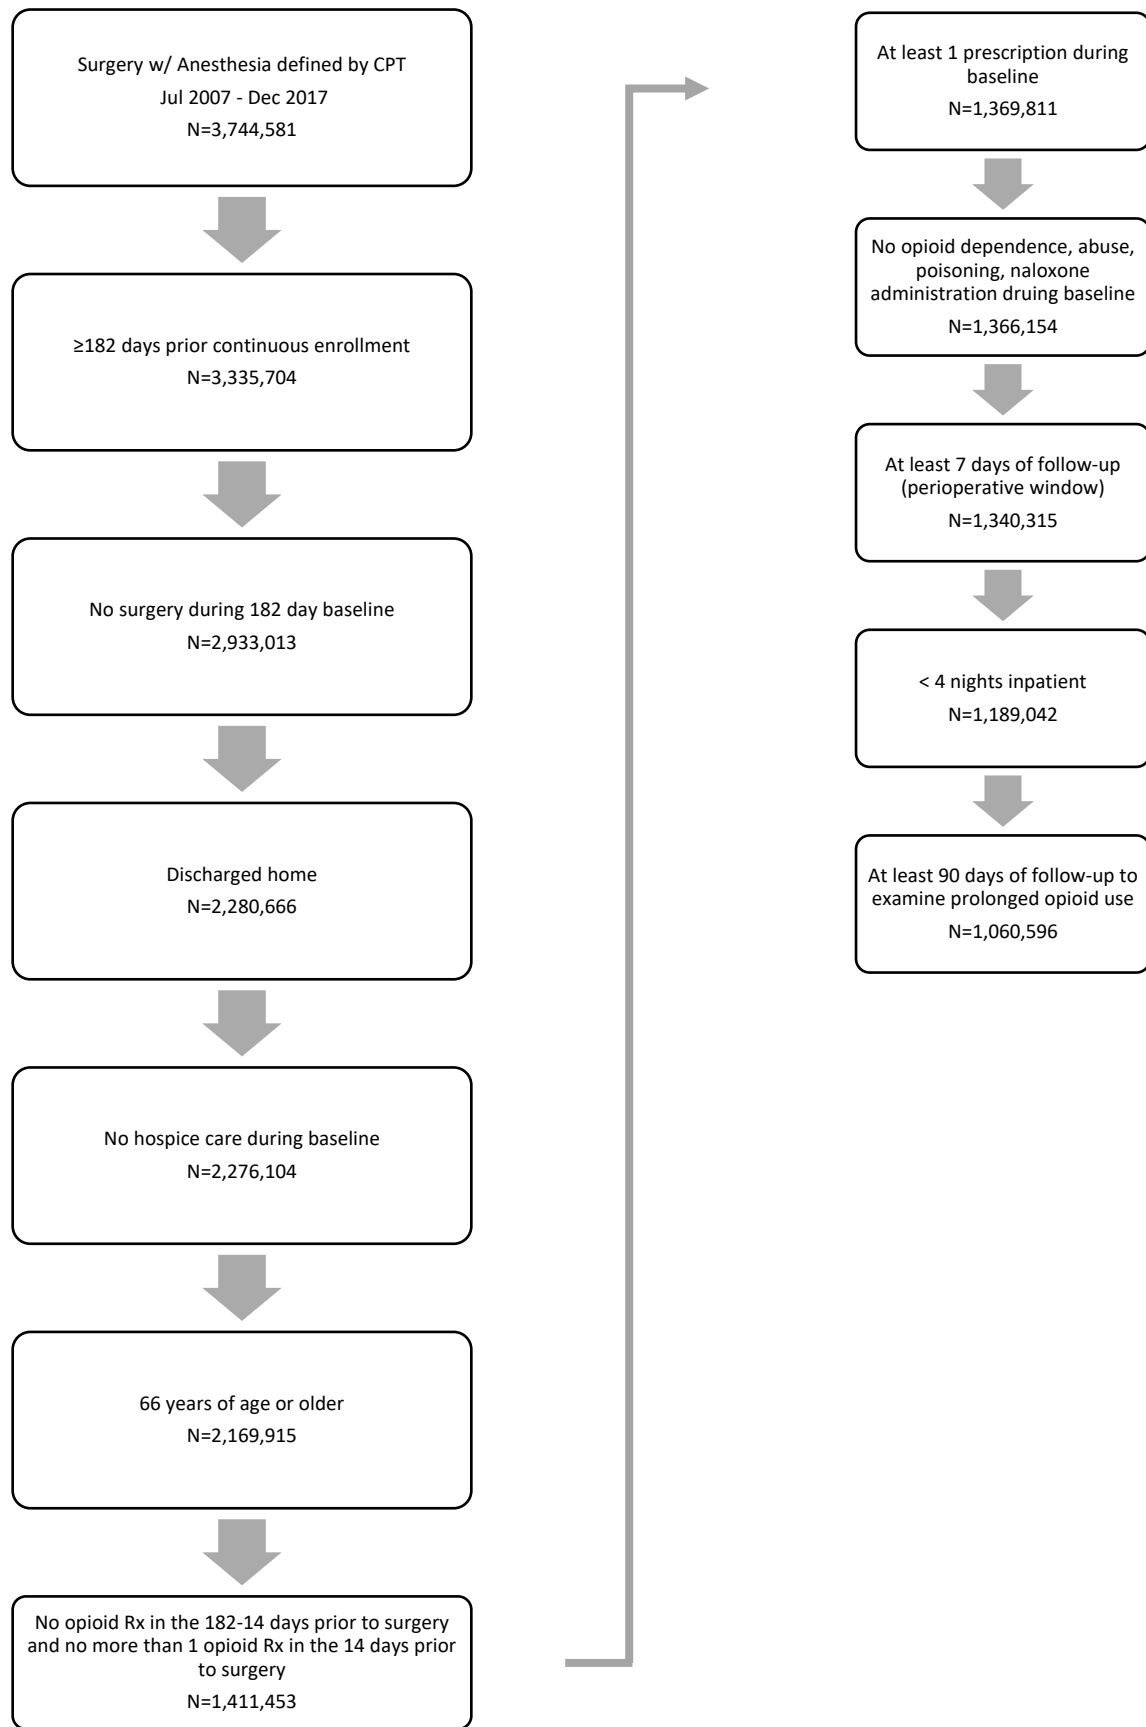 Surgery w/ Anesthesia defined by CPT
Jul 2007 - Dec 2017
N=3,744,581
≥182 days prior continuous enrollment
N=3,335,704
No surgery during 182 day baseline
N=2,933,013
Discharged home
N=2,280,666
No hospice care during baseline
N=2,276,104
66 years of age or older
N=2,169,915
No opioid Rx in the 182-14 days prior to surgery
and no more than 1 opioid Rx in the 14 days prior
to surgery
N=1,411,453
At least 1 prescription during
baseline
N=1,369,811
No opioid dependence, abuse,
poisoning, naloxone
administration druing baseline
N=1,366,154
At least 7 days of follow-up
(perioperative window)
N=1,340,315
< 4 nights inpatient
N=1,189,042
At least 90 days of follow-up to
examine prolonged opioid use
N=1,060,596